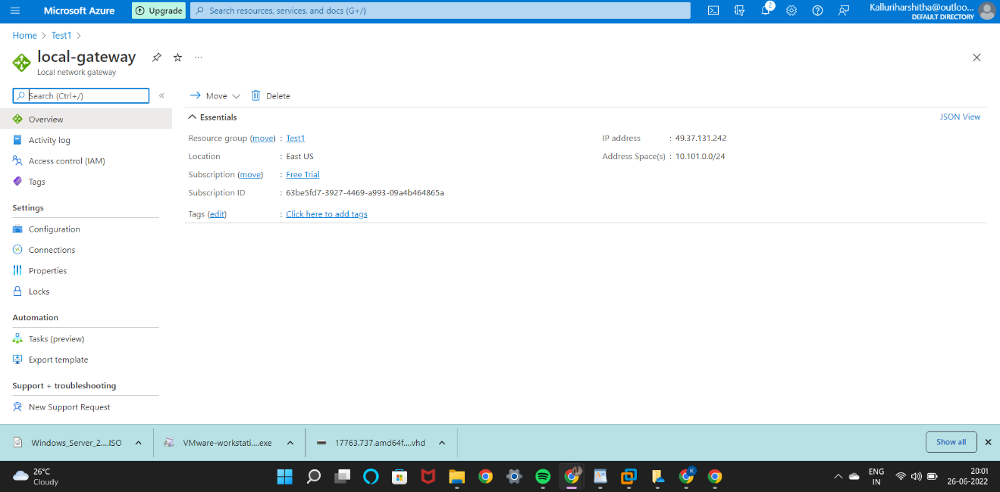 Microsoft Azure
Upgrade
Search resources, services, and docs (G+/)
2
Kalluriharshitha@outloo...
DEFAULT DIRECTORY
Home > Test1 >
local-gateway
Local network gateway
Search (Ctrl+/)
Overview
Activity log
Access control (IAM)
Tags
Settings
Configuration
Connections
Properties
Locks
Automation
Tasks (preview)
Export template
Support + troubleshooting
New Support Request
Move
Delete
Essentials
JSON View
Resource group (move) : Test1
Location : East US
Subscription (move) : Free Trial
Subscription ID : 63be5fd7-3927-4469-a993-09a4b464865a
Tags (edit) : Click here to add tags
IP address : 49.37.131.242
Address Space(s) : 10.101.0.0/24
Windows_Server_2....ISO
VMware-workstati....exe
17763.737.amd64f....vhd
Show all
26°C
Cloudy
K
ENG
IN
20:01
26-06-2022